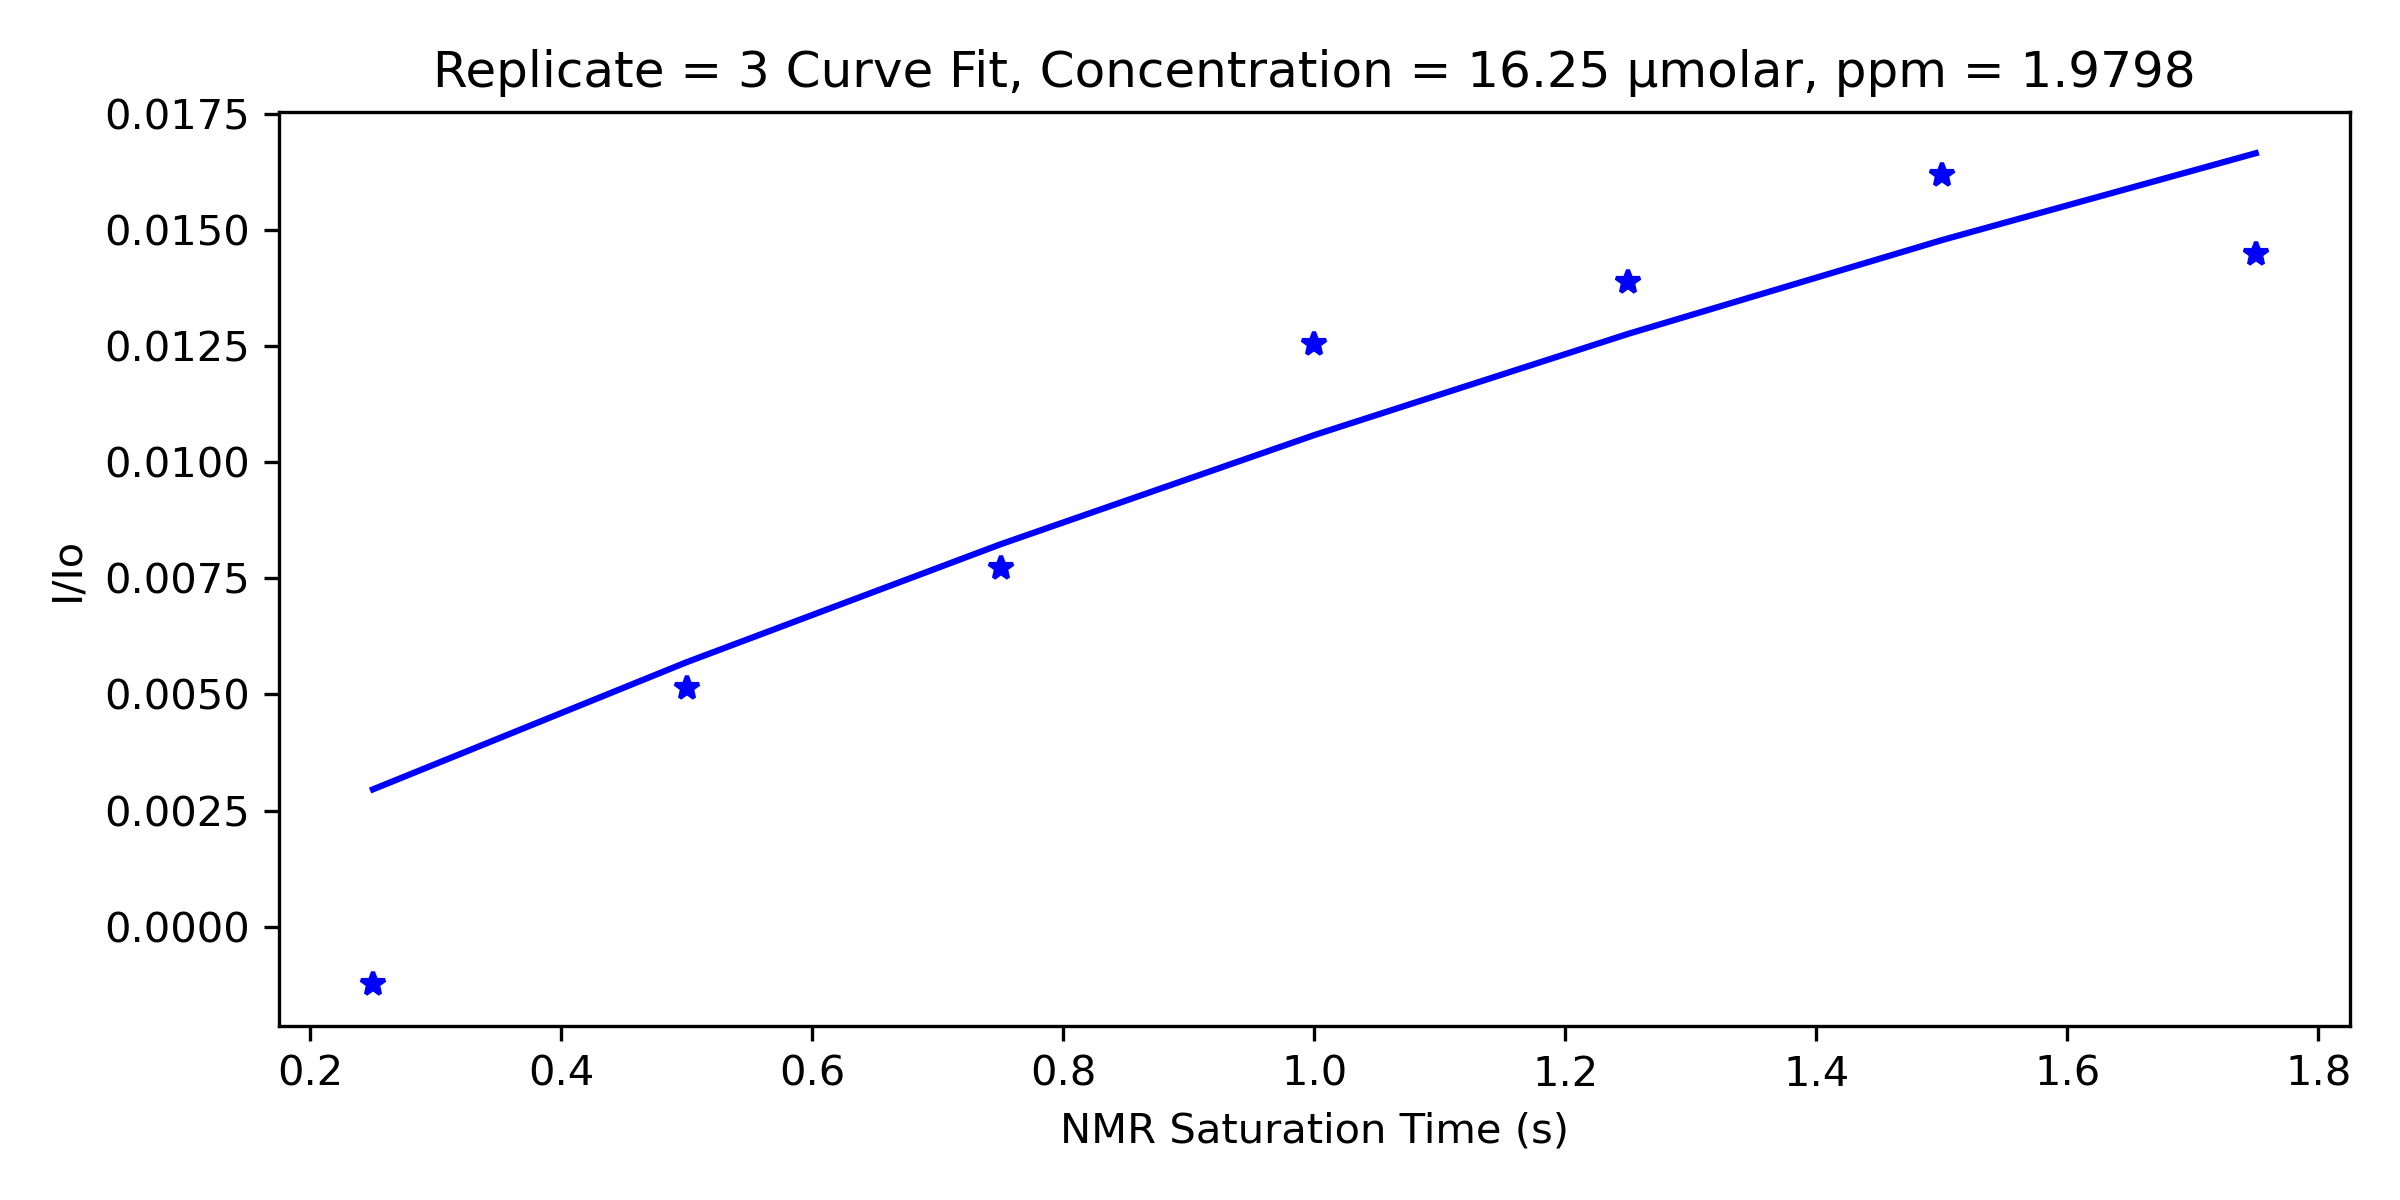 Replicate = 3 Curve Fit, Concentration = 16.25 μmolar, ppm = 1.9798
0.0175
0.0150
0.0125
0.0100
0.0075
0.0050
0.0025
0.0000
I/Io
0.2 0.4 0.6 0.8 1.0 1.2 1.4 1.6 1.8
NMR Saturation Time (s)